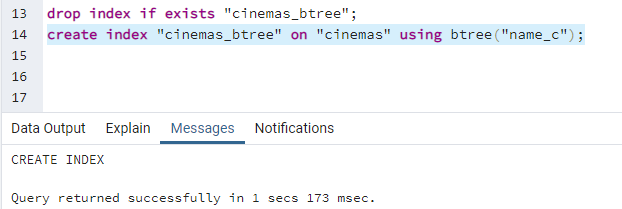 13 drop index if exists "cinemas_btree";
14 create index "cinemas_btree" on "cinemas" using btree("name_c");
15
16
17
Data Output Explain Messages Notifications
CREATE INDEX
Query returned successfully in 1 secs 173 msec.